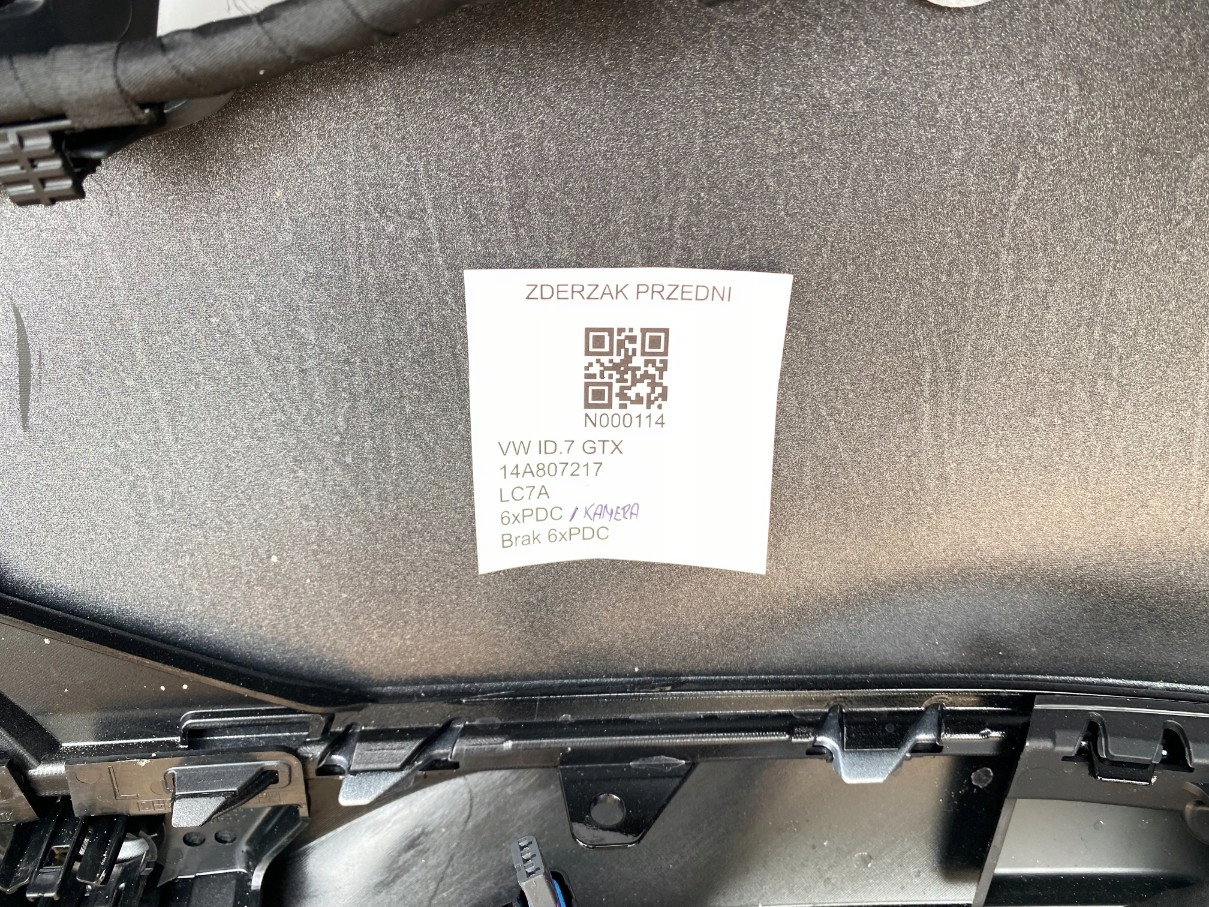 ZDERZAK PRZEDNI
N000114
VW ID.7 GTX
14A807217
LC7A
6xPDC / KAMERA
Brak 6xPDC